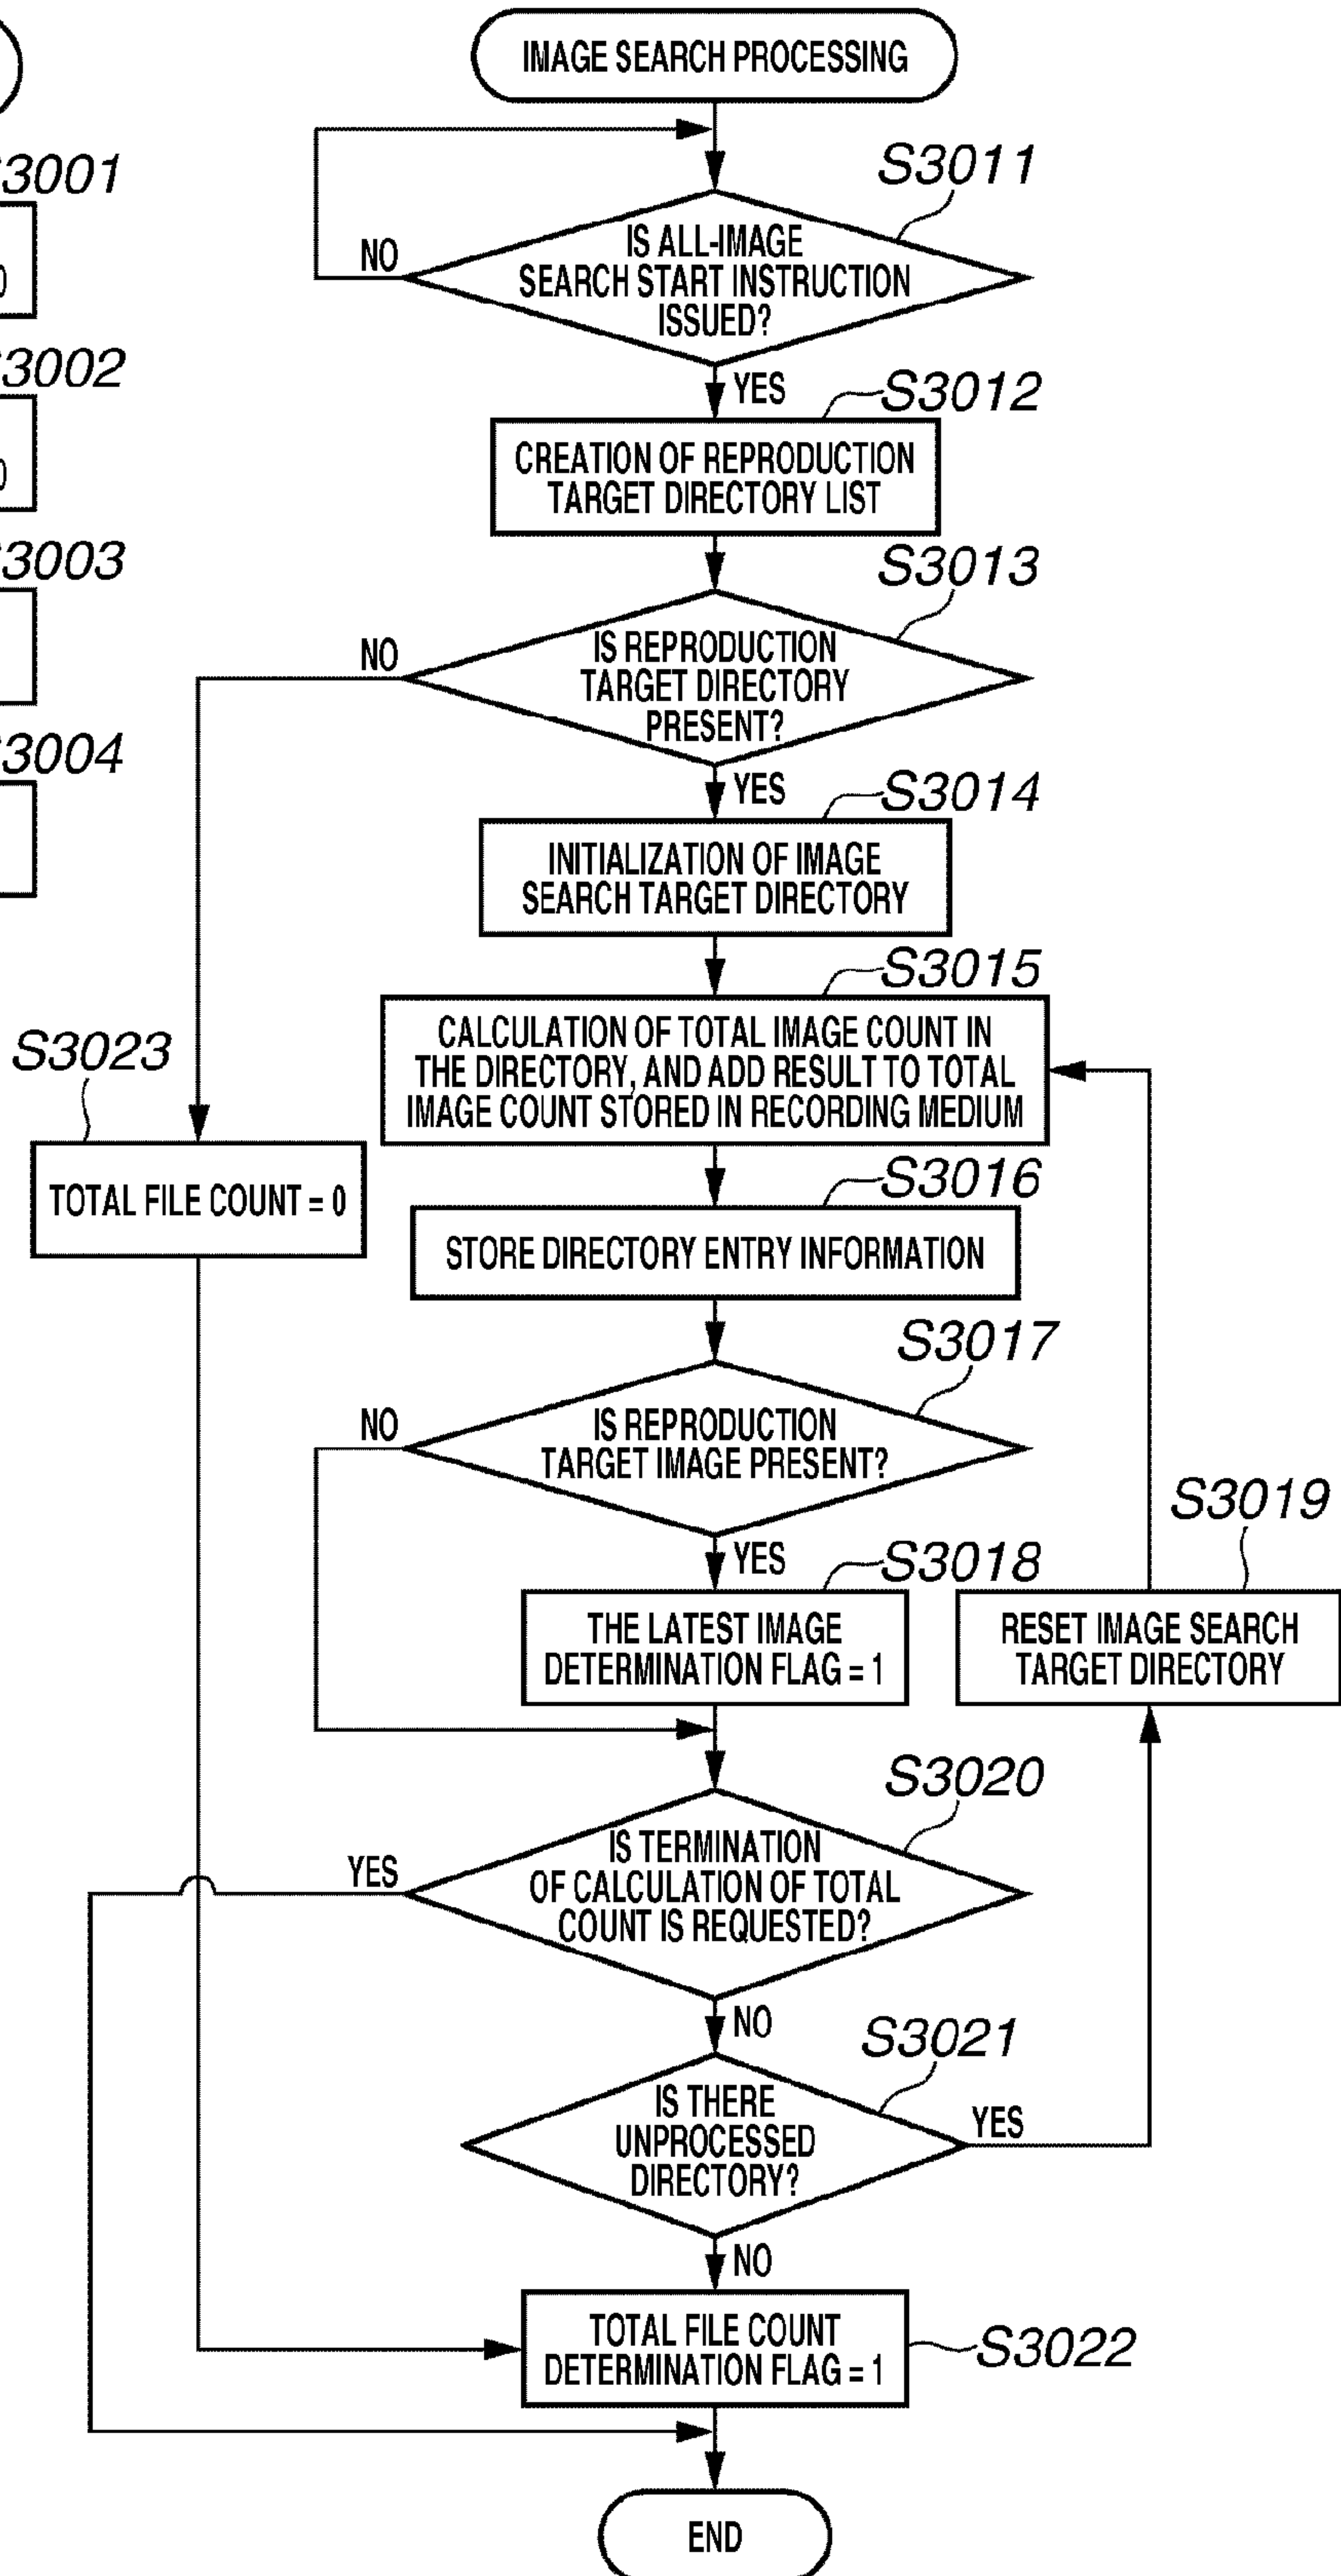 IMAGE SEARCH PROCESSING
S3011
IS ALL-IMAGE
SEARCH START INSTRUCTION
ISSUED?
NO
YES
S3012
CREATION OF REPRODUCTION
TARGET DIRECTORY LIST
S3013
IS REPRODUCTION
TARGET DIRECTORY
PRESENT?
NO
YES
S3014
INITIALIZATION OF IMAGE
SEARCH TARGET DIRECTORY
S3015
CALCULATION OF TOTAL IMAGE COUNT IN
THE DIRECTORY, AND ADD RESULT TO TOTAL
IMAGE COUNT STORED IN RECORDING MEDIUM
S3023
TOTAL FILE COUNT = 0
S3016
STORE DIRECTORY ENTRY INFORMATION
S3017
IS REPRODUCTION
TARGET IMAGE PRESENT?
NO
YES
S3018
THE LATEST IMAGE
DETERMINATION FLAG = 1
S3019
RESET IMAGE SEARCH
TARGET DIRECTORY
S3020
IS TERMINATION
OF CALCULATION OF TOTAL
COUNT IS REQUESTED?
YES
NO
S3021
IS THERE
UNPROCESSED
DIRECTORY?
YES
NO
TOTAL FILE COUNT
DETERMINATION FLAG = 1
S3022
END
3001
3002
3003
3004